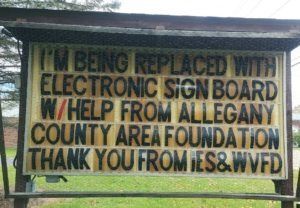 I'M BEING REPLACED WITH
ELECTRONIC SIGN BOARD
W/HELP FROM ALLEGANY
COUNTY AREA FOUNDATION
THANK YOU FROM IES&WVFD